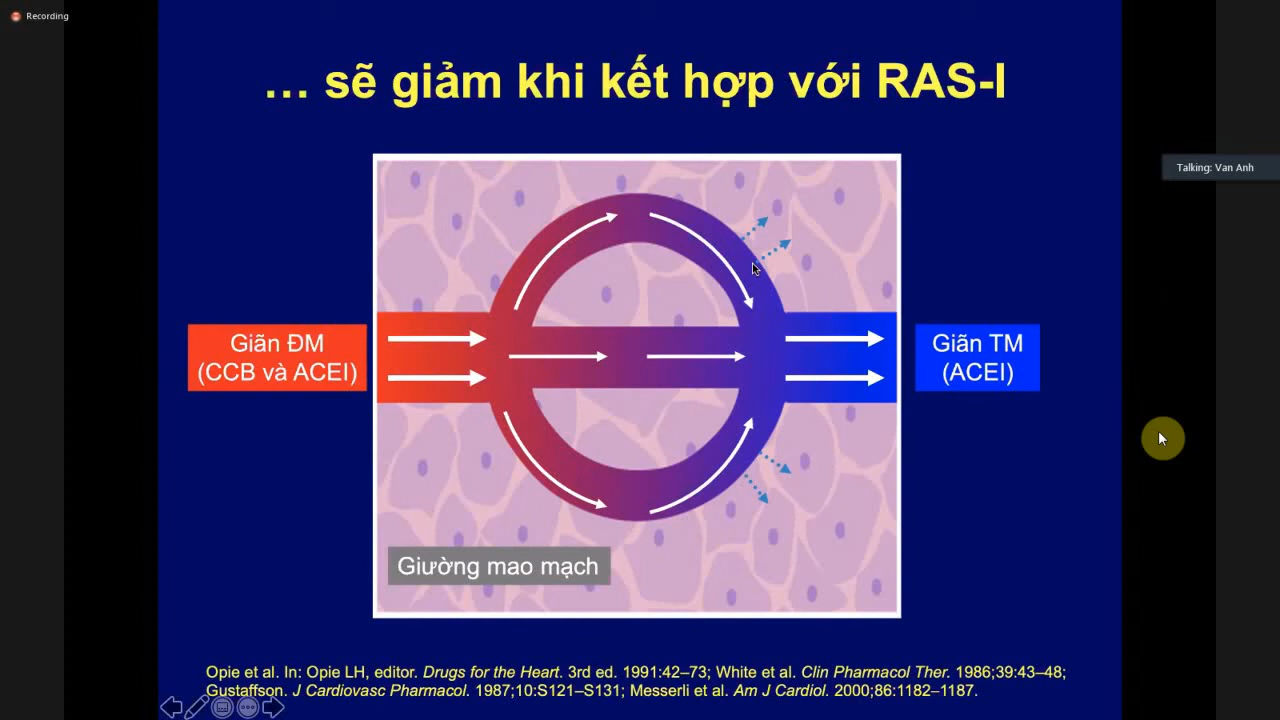 Recording
… sẽ giảm khi kết hợp với RAS-I
Talking: Van Anh
Giãn ĐM
(CCB và ACEI)
Giãn TM
(ACEI)
Giường mao mạch
Opie et al. In: Opie LH, editor. Drugs for the Heart. 3rd ed. 1991:42–73; White et al. Clin Pharmacol Ther. 1986;39:43–48;
Gustaffson. J Cardiovasc Pharmacol. 1987;10:S121–S131; Messerli et al. Am J Cardiol. 2000;86:1182–1187.